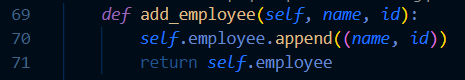 69 def add_employee(self, name, id):
70 self.employee.append((name, id))
71 return self.employee